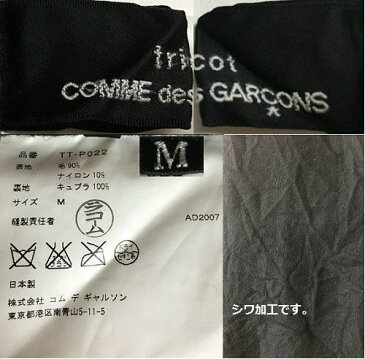 tricot
COMME des GARÇONS
M
品番 TT-P022
表地 毛 90%
ナイロン 10%
裏地 キュプラ 100%
サイズ M
縫製責任者
ラコム
AD2007
日本製
株式会社 コム デ ギャルソン
東京都港区南青山5-11-5
シワ加工です。